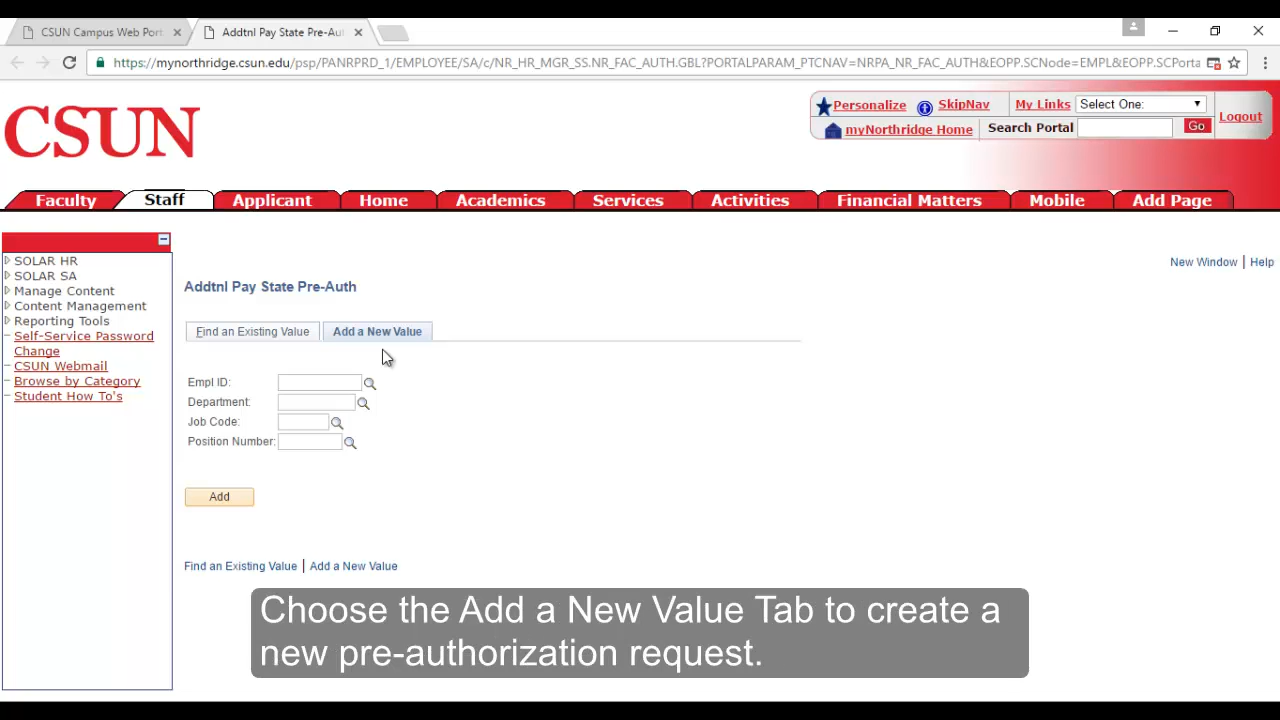 CSUN Campus Web Port
Addtnl Pay State Pre-Au
https://mynorthridge.csun.edu/psp/PANRPRD_1/EMPLOYEE/SA/c/NR_HR_MGR_SS.NR_FAC_AUTH.GBL?PORTALPARAM_PTCNAV=NRPA_NR_FAC_AUTH&EOPP.SCNode=EMPL&EOPP.SCPorta
CSUN
Personalize SkipNav My Links Select One:
myNorthridge Home Search Portal Go Logout
Faculty Staff Applicant Home Academics Services Activities Financial Matters Mobile Add Page
SOLAR HR
SOLAR SA
Manage Content
Content Management
Reporting Tools
Self-Service Password
Change
CSUN Webmail
Browse by Category
Student How To's
New Window | Help
Addtnl Pay State Pre-Auth
Find an Existing Value Add a New Value
Empl ID:
Department:
Job Code:
Position Number:
Add
Find an Existing Value | Add a New Value
Choose the Add a New Value Tab to create a
new pre-authorization request.